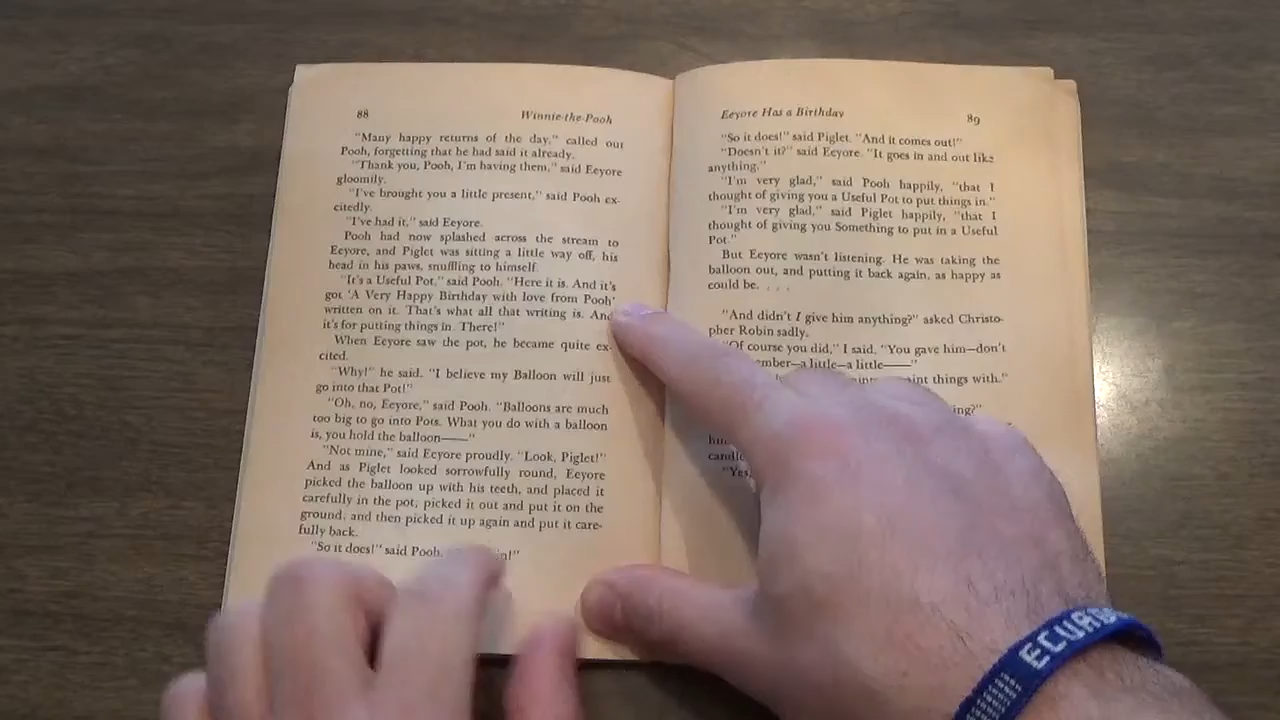 88 Winnie-the-Pooh
"Many happy returns of the day," called out
Pooh, forgetting that he had said it already.
"Thank you, Pooh, I'm having them," said Eeyore
gloomily.
"I've brought you a little present," said Pooh ex-
citedly.
"I've had it," said Eeyore.
Pooh had now splashed across the stream to
Eeyore, and Piglet was sitting a little way off, his
head in his paws, snuffling to himself.
"It's a Useful Pot," said Pooh. "Here it is. And it's
got 'A Very Happy Birthday with love from Pooh'
written on it. That's what all that writing is. And
it's for putting things in. There!"
When Eeyore saw the pot, he became quite ex-
cited.
"Why!" he said. "I believe my Balloon will just
go into that Pot!"
"Oh, no, Eeyore," said Pooh. "Balloons are much
too big to go into Pots. What you do with a balloon
is, you hold the balloon——"
"Not mine," said Eeyore proudly. "Look, Piglet!"
And as Piglet looked sorrowfully round, Eeyore
picked the balloon up with his teeth, and placed it
carefully in the pot; picked it out and put it on the
ground; and then picked it up again and put it care-
fully back.
"So it does!" said Pooh.
Eeyore Has a Birthday 89
"So it does!" said Piglet. "And it comes out!"
"Doesn't it?" said Eeyore. "It goes in and out like
anything."
"I'm very glad," said Pooh happily, "that I
thought of giving you a Useful Pot to put things in."
"I'm very glad," said Piglet happily, "that I
thought of giving you Something to put in a Useful
Pot."
But Eeyore wasn't listening. He was taking the
balloon out, and putting it back again, as happy as
could be. . . .
"And didn't I give him anything?" asked Christo-
pher Robin sadly.
"Of course you did," I said. "You gave him—don't
—a little—a little——"
things with."
"Yes,
ECUAD